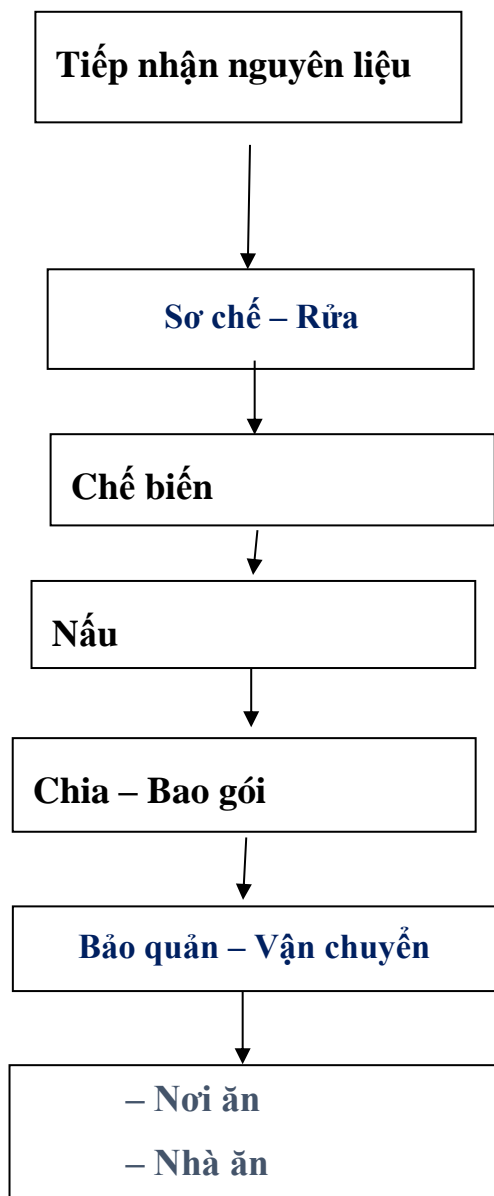 Tiếp nhận nguyên liệu
Sơ chế – Rửa
Chế biến
Nấu
Chia – Bao gói
Bảo quản – Vận chuyển
– Nơi ăn
– Nhà ăn